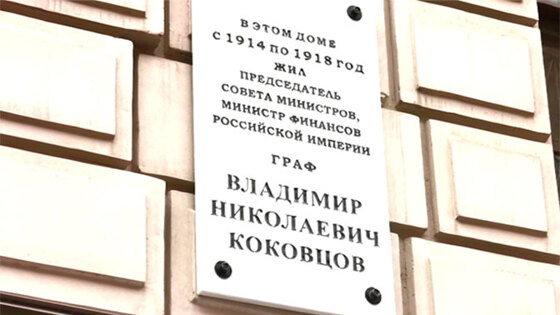 В ЭТОМ ДОМЕ
С 1914 ПО 1918 ГОД
ЖИЛ
ПРЕДСЕДАТЕЛЬ
СОВЕТА МИНИСТРОВ,
МИНИСТР ФИНАНСОВ
РОССИЙСКОЙ ИМПЕРИИ
ГРАФ
ВЛАДИМИР
НИКОЛАЕВИЧ
КОКОВЦОВ